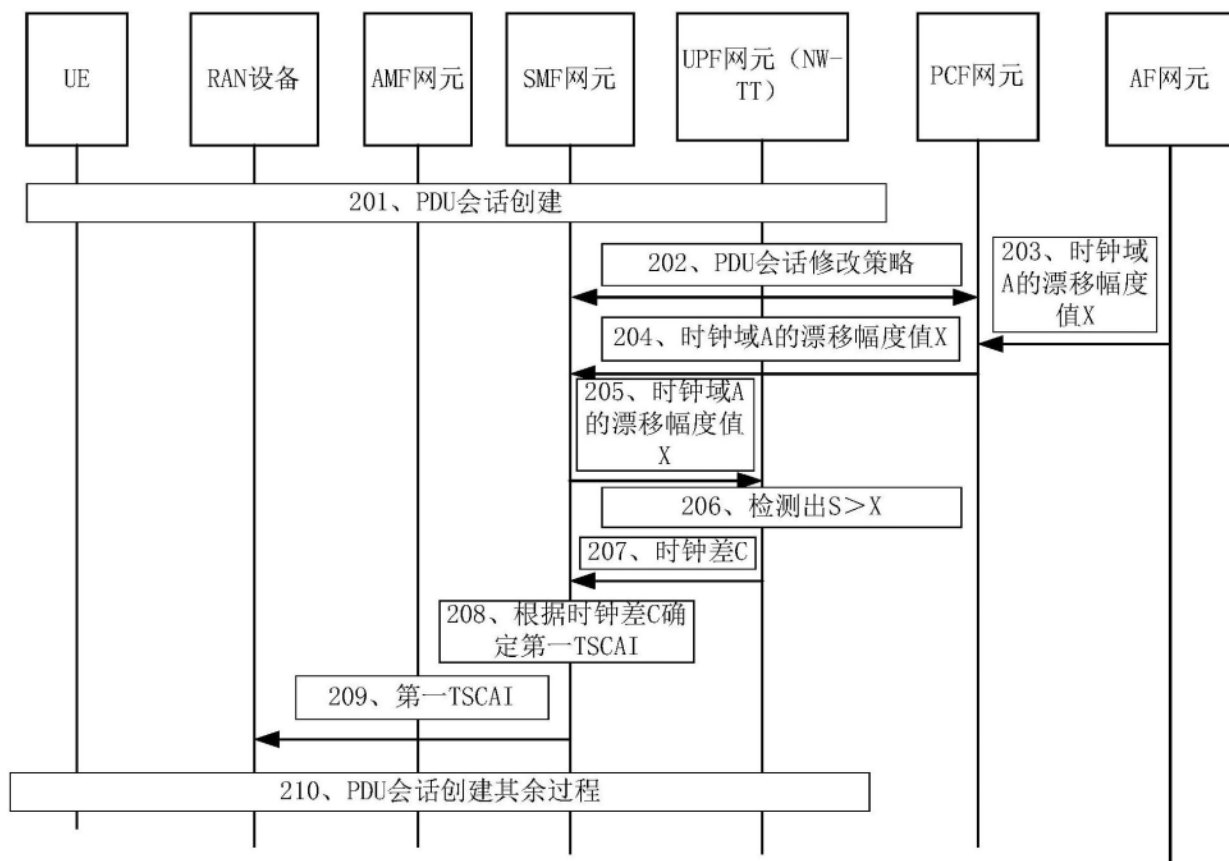 UE
RAN设备
AMF网元
SMF网元
UPF网元（NW-
TT）
PCF网元
AF网元
201、PDU会话创建
202、PDU会话修改策略
203、时钟域
A的漂移幅度
值X
204、时钟域A的漂移幅度值X
205、时钟域A
的漂移幅度值
X
206、检测出S＞X
207、时钟差C
208、根据时钟差C确
定第一TSCAI
209、第一TSCAI
210、PDU会话创建其余过程